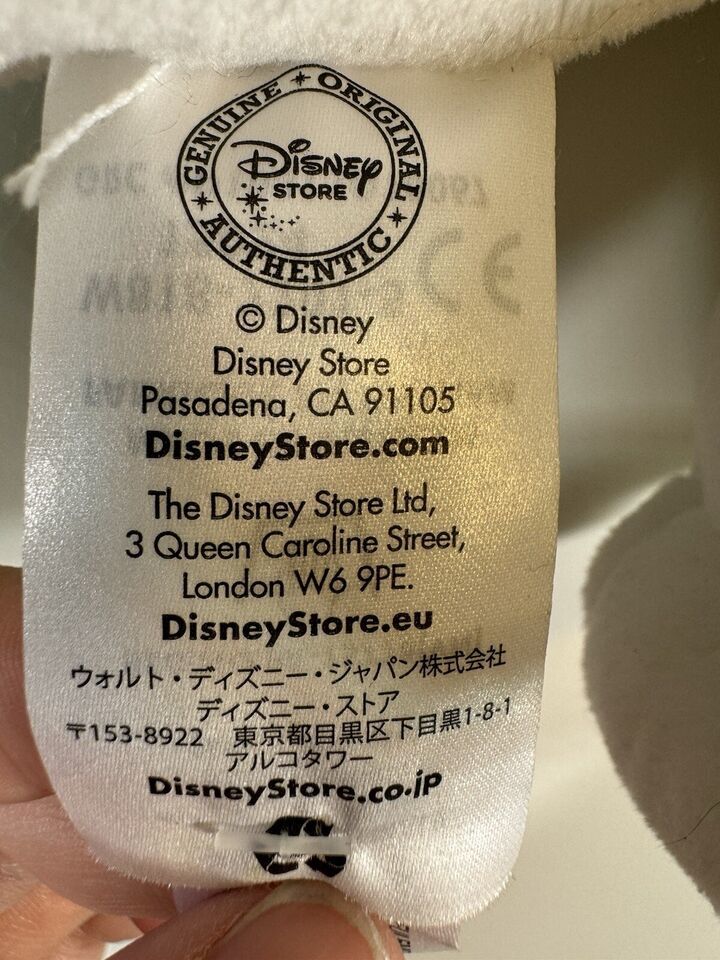 GENUINE ORIGINAL
AUTHENTIC
DISNEY
STORE
© Disney
Disney Store
Pasadena, CA 91105
DisneyStore.com
The Disney Store Ltd,
3 Queen Caroline Street,
London W6 9PE.
DisneyStore.eu
ウォルト・ディズニー・ジャパン株式会社
ディズニー・ストア
〒153-8922 東京都目黒区下目黒1-8-1
アルコタワー
DisneyStore.co.jp